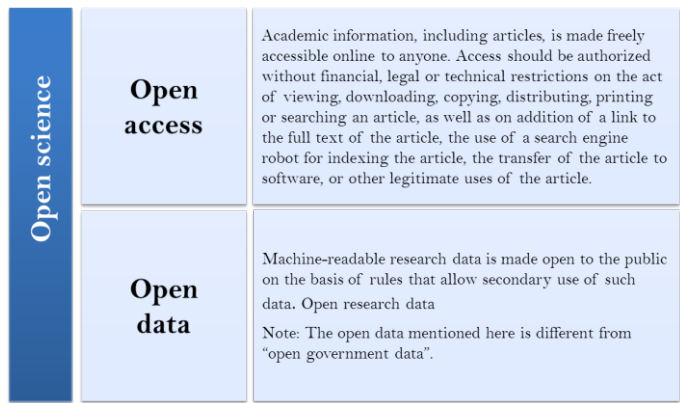 Open science
Open
access
Academic information, including articles, is made freely
accessible online to anyone. Access should be authorized
without financial, legal or technical restrictions on the act
of viewing, downloading, copying, distributing, printing
or searching an article, as well as on addition of a link to
the full text of the article, the use of a search engine
robot for indexing the article, the transfer of the article to
software, or other legitimate uses of the article.
Open
data
Machine-readable research data is made open to the public
on the basis of rules that allow secondary use of such
data. Open research data
Note: The open data mentioned here is different from
“open government data”.